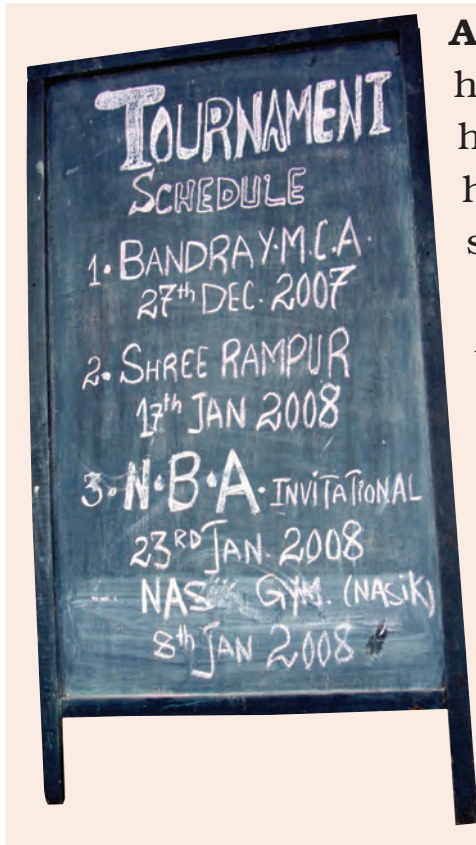 TOURNAMENT
SCHEDULE
1. BANDRA Y.M.C.A.
27th DEC. 2007
2. SHREE RAMPUR
17th JAN 2008
3. N.B.A. INVITATIONAL
23RD JAN. 2008
GYM. (NASiK)
8th JAN 2008
A
h
h
h
s